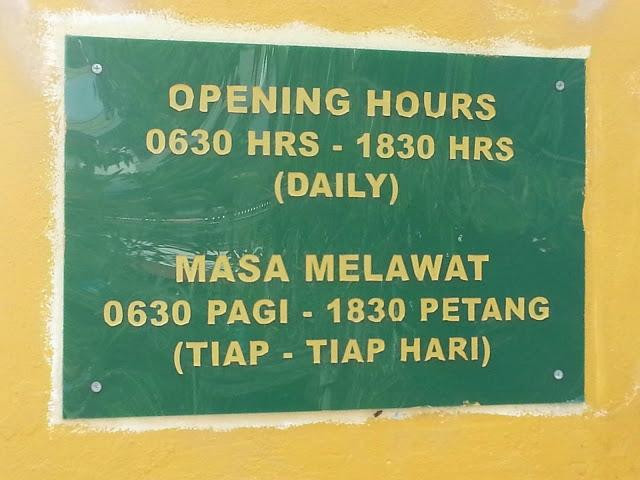 OPENING HOURS
0630 HRS - 1830 HRS
(DAILY)
MASA MELAWAT
0630 PAGI - 1830 PETANG
(TIAP - TIAP HARI)